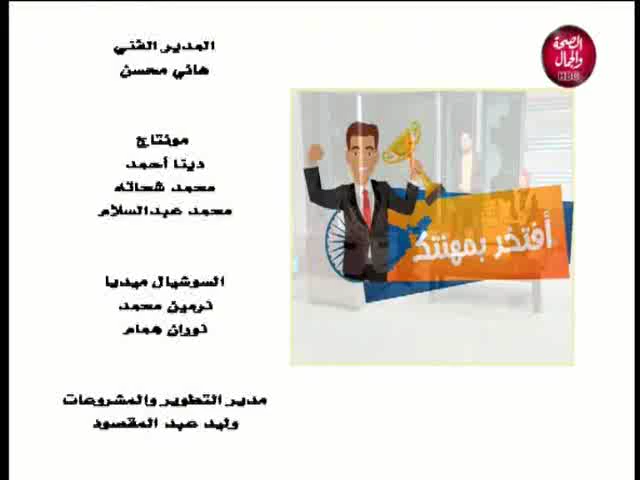 المدير الفني
هاني محسن
الصحة
والجمال
HBC
مونتاج
دينا أحمد
محمد شحاته
محمد عبدالسلام
أفتخر بمهنتك
السوشيال ميديا
نرمين محمد
نوران همام
مدير التطوير والمشروعات
وليد عبد المقصود